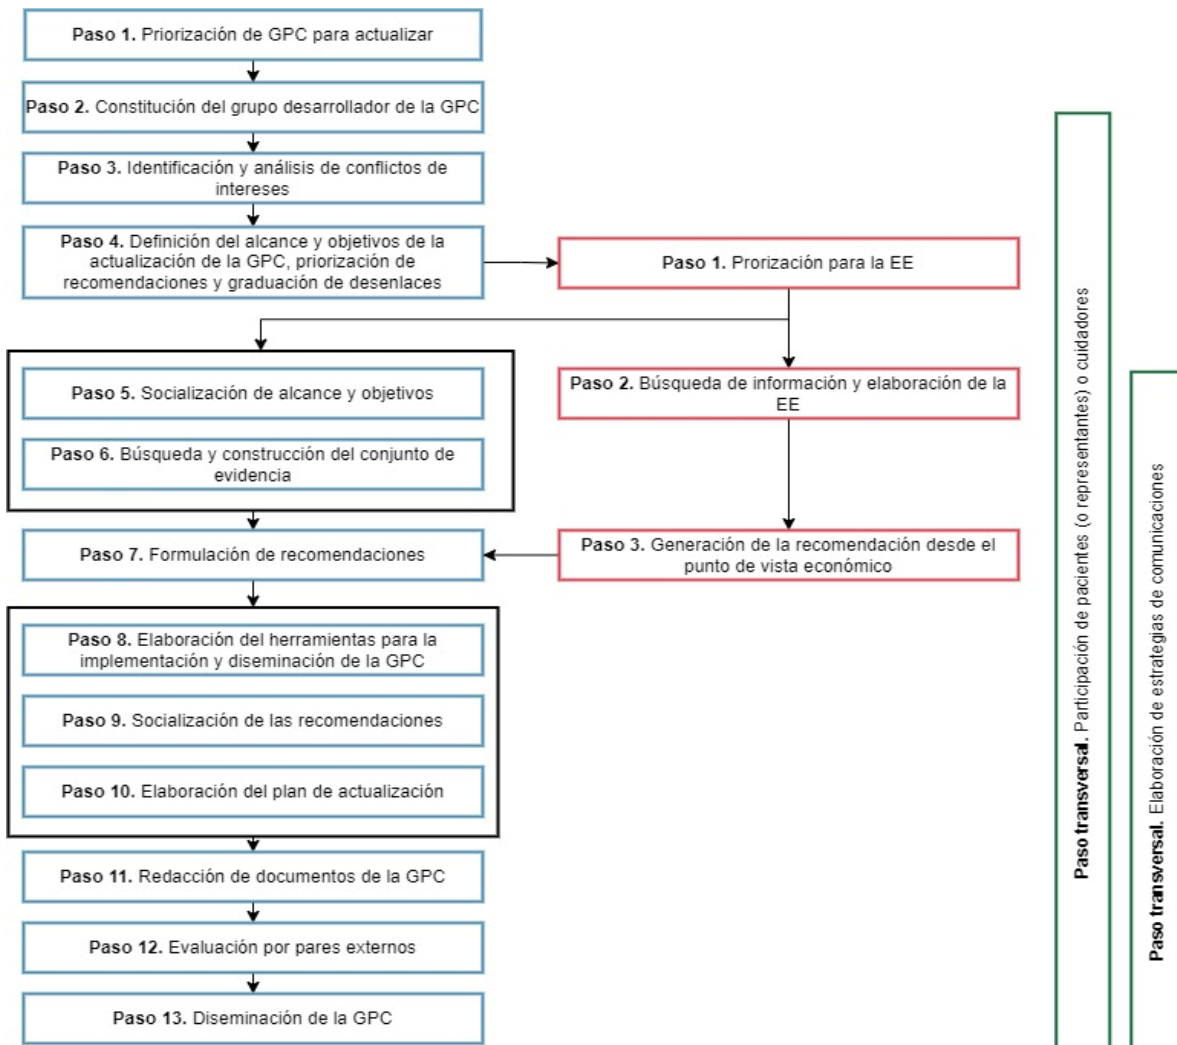 Paso 1. Priorización de GPC para actualizar
Paso 2. Constitución del grupo desarrollador de la GPC
Paso 3. Identificación y análisis de conflictos de
intereses
Paso 4. Definición del alcance y objetivos de la
actualización de la GPC, priorización de
recomendaciones y graduación de desenlaces
Paso 1. Prorización para la EE
Paso 5. Socialización de alcance y objetivos
Paso 6. Búsqueda y construcción del conjunto de
evidencia
Paso 2. Búsqueda de información y elaboración de la
EE
Paso 7. Formulación de recomendaciones
Paso 3. Generación de la recomendación desde el
punto de vista económico
Paso 8. Elaboración del herramientas para la
implementación y diseminación de la GPC
Paso 9. Socialización de las recomendaciones
Paso 10. Elaboración del plan de actualización
Paso 11. Redacción de documentos de la GPC
Paso 12. Evaluación por pares externos
Paso 13. Diseminación de la GPC
Paso transversal. Participación de pacientes (o representantes) o cuidadores
Paso transversal. Elaboración de estrategias de comunicaciones